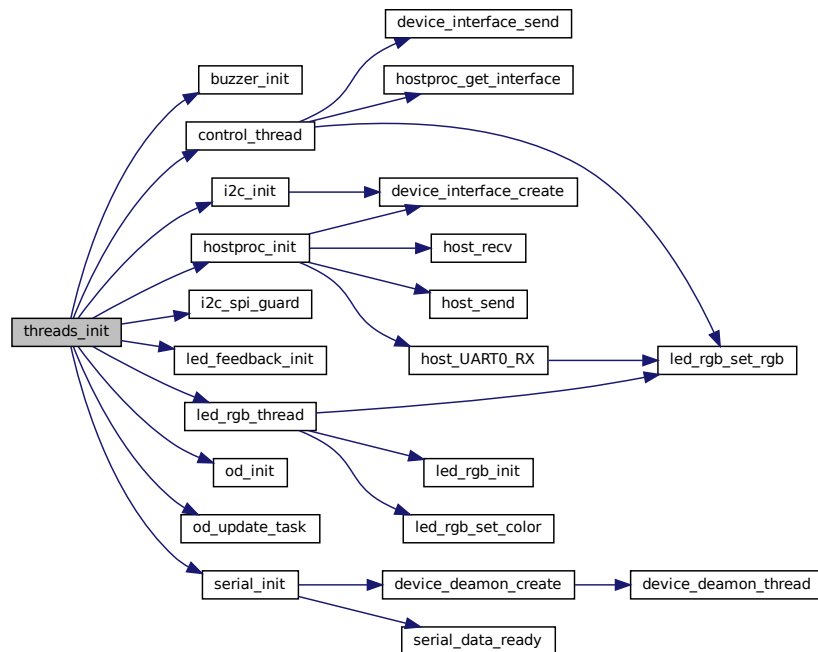 device_interface_send
buzzer_init
hostproc_get_interface
control_thread
i2c_init
device_interface_create
hostproc_init
host_recv
i2c_spi_guard
host_send
threads_init
led_feedback_init
host_UART0_RX
led_rgb_set_rgb
led_rgb_thread
od_init
led_rgb_init
od_update_task
led_rgb_set_color
serial_init
device_deamon_create
device_deamon_thread
serial_data_ready